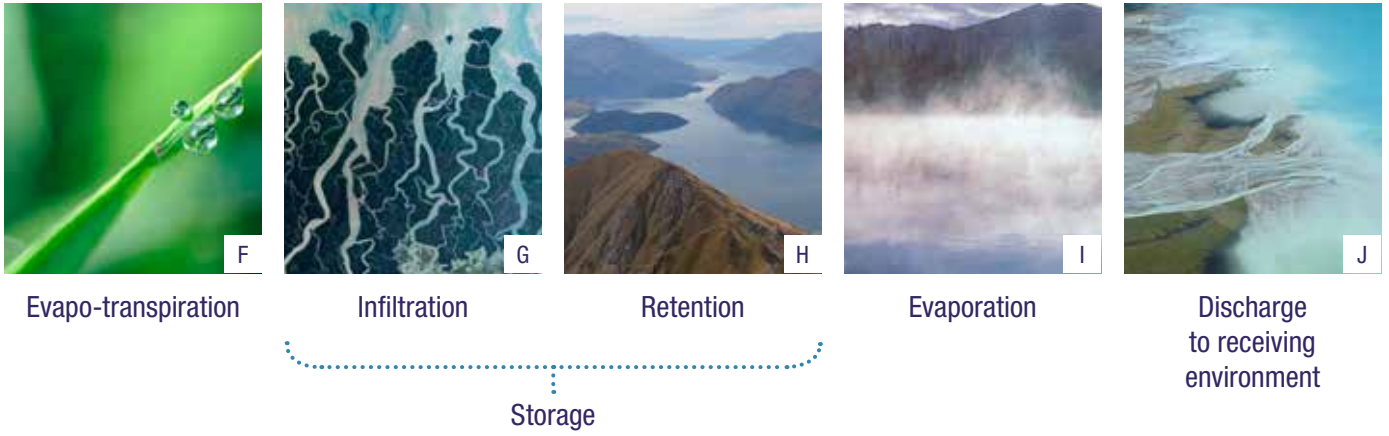 F
G
H
I
J
Evapo-transpiration
Infiltration
Retention
Evaporation
Discharge
to receiving
environment
Storage